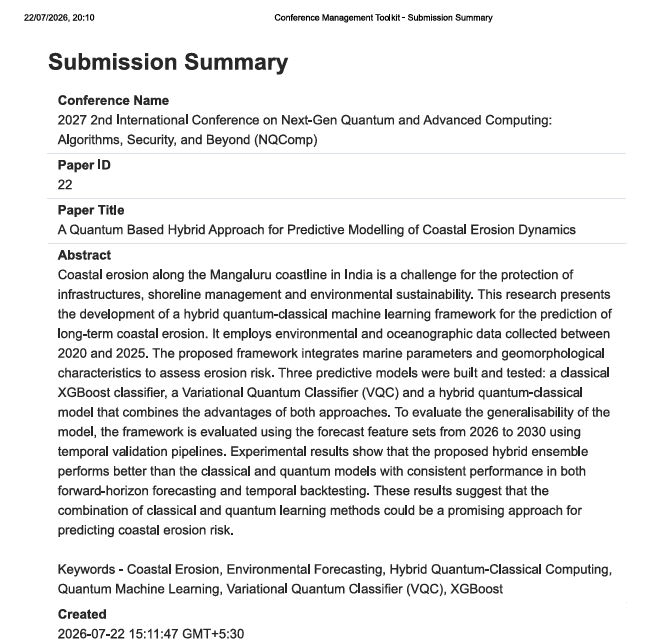 22/07/2026, 20:10 Conference Management Toolkit - Submission Summary
Submission Summary
Conference Name
2027 2nd International Conference on Next-Gen Quantum and Advanced Computing:
Algorithms, Security, and Beyond (NQComp)
Paper ID
22
Paper Title
A Quantum Based Hybrid Approach for Predictive Modelling of Coastal Erosion Dynamics
Abstract
Coastal erosion along the Mangaluru coastline in India is a challenge for the protection of
infrastructures, shoreline management and environmental sustainability. This research presents
the development of a hybrid quantum-classical machine learning framework for the prediction of
long-term coastal erosion. It employs environmental and oceanographic data collected between
2020 and 2025. The proposed framework integrates marine parameters and geomorphological
characteristics to assess erosion risk. Three predictive models were built and tested: a classical
XGBoost classifier, a Variational Quantum Classifier (VQC) and a hybrid quantum-classical
model that combines the advantages of both approaches. To evaluate the generalisability of the
model, the framework is evaluated using the forecast feature sets from 2026 to 2030 using
temporal validation pipelines. Experimental results show that the proposed hybrid ensemble
performs better than the classical and quantum models with consistent performance in both
forward-horizon forecasting and temporal backtesting. These results suggest that the
combination of classical and quantum learning methods could be a promising approach for
predicting coastal erosion risk.
Keywords - Coastal Erosion, Environmental Forecasting, Hybrid Quantum-Classical Computing,
Quantum Machine Learning, Variational Quantum Classifier (VQC), XGBoost
Created
2026-07-22 15:11:47 GMT+5:30